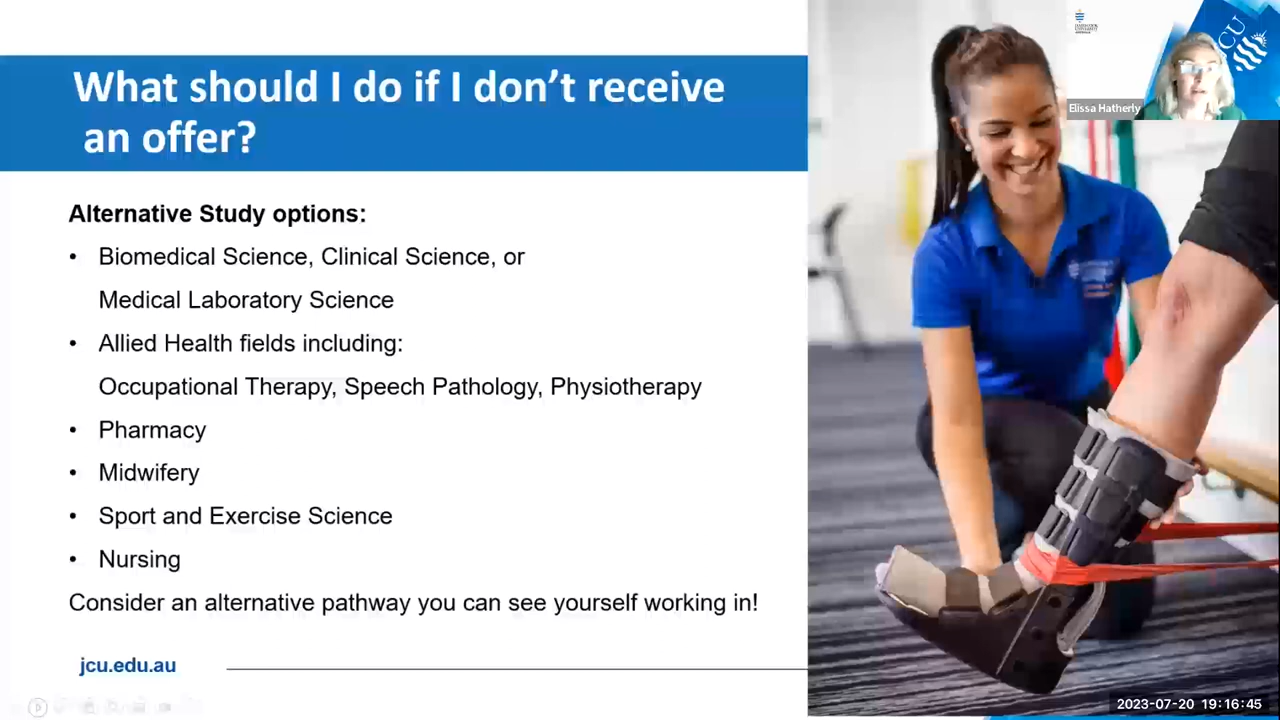 What should I do if I don't receive
an offer?
Alternative Study options:
• Biomedical Science, Clinical Science, or
Medical Laboratory Science
• Allied Health fields including:
Occupational Therapy, Speech Pathology, Physiotherapy
• Pharmacy
• Midwifery
• Sport and Exercise Science
• Nursing
Consider an alternative pathway you can see yourself working in!
jcu.edu.au
JCU
Elissa Hatherly
2023-07-20 19:16:45